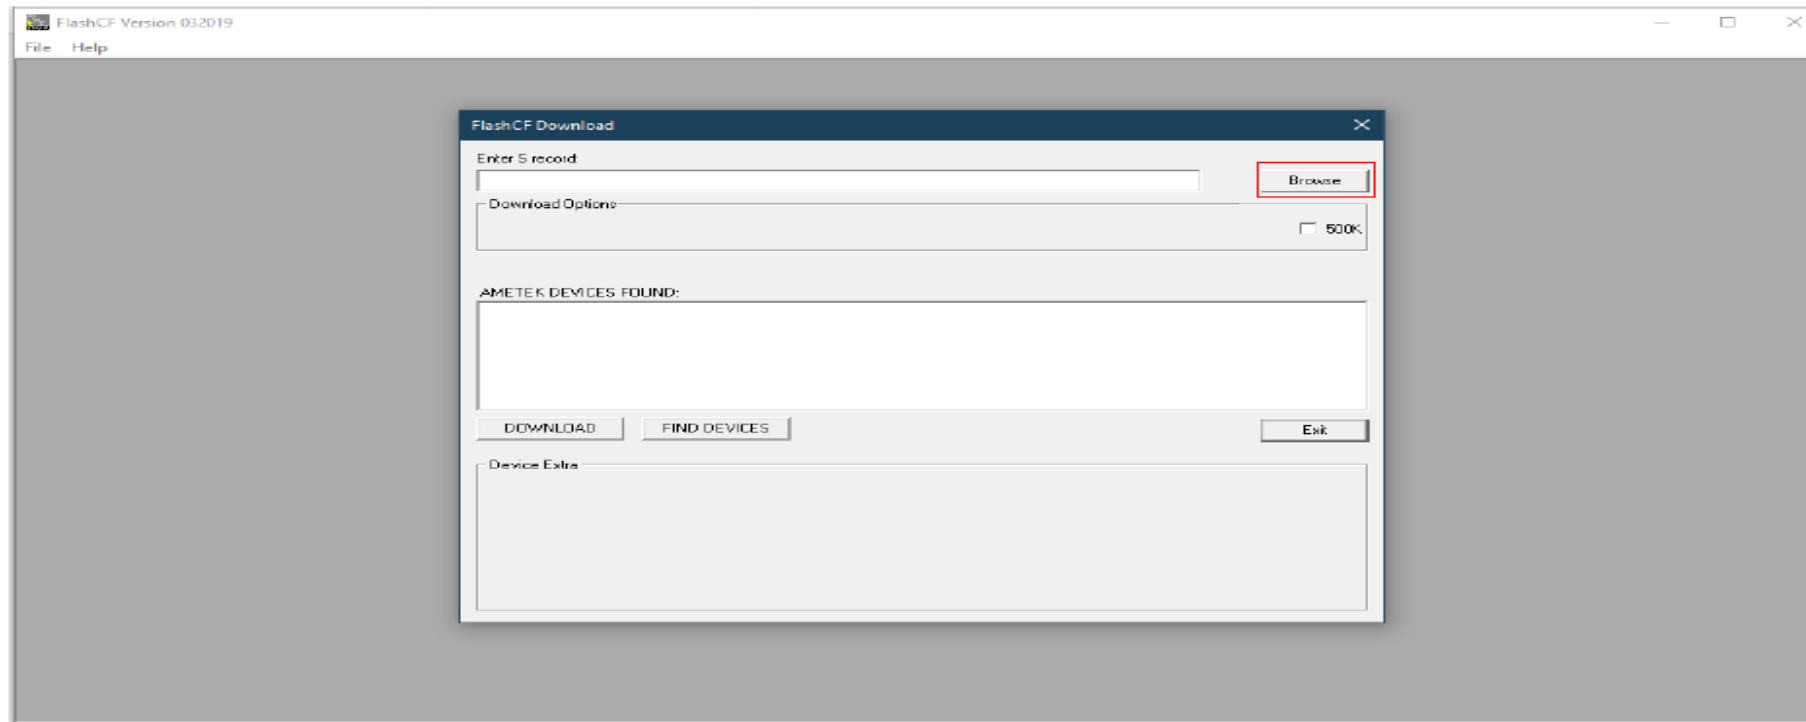 FlashCF Version 032019
File Help
FlashCF Download
Enter S record:
Browse
Download Options
500K
AMETEK DEVICES FOUND:
DOWNLOAD FIND DEVICES Exit
Device Extra